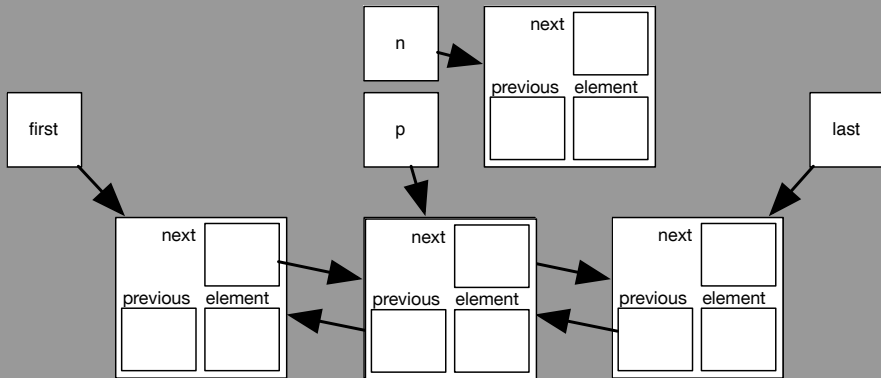 n
next
previous element
first
p
last
next
previous element
next
previous element
next
previous element